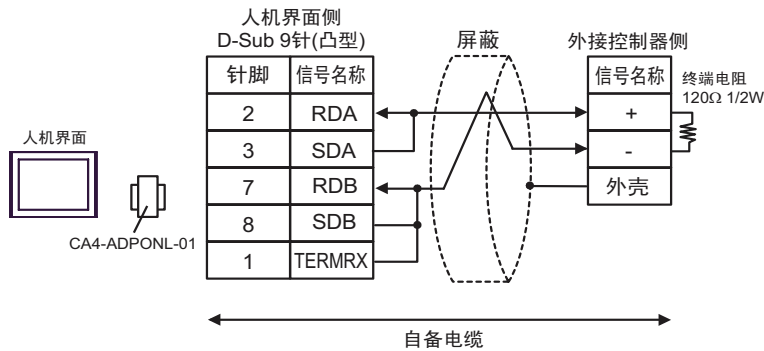 人机界面侧
D-Sub 9针(凸型)
屏蔽
外接控制器侧
针脚 信号名称
信号名称
终端电阻
120Ω 1/2W
2 RDA
+
3 SDA
-
人机界面
7 RDB
外壳
8 SDB
CA4-ADPONL-01
1 TERMRX
自备电缆